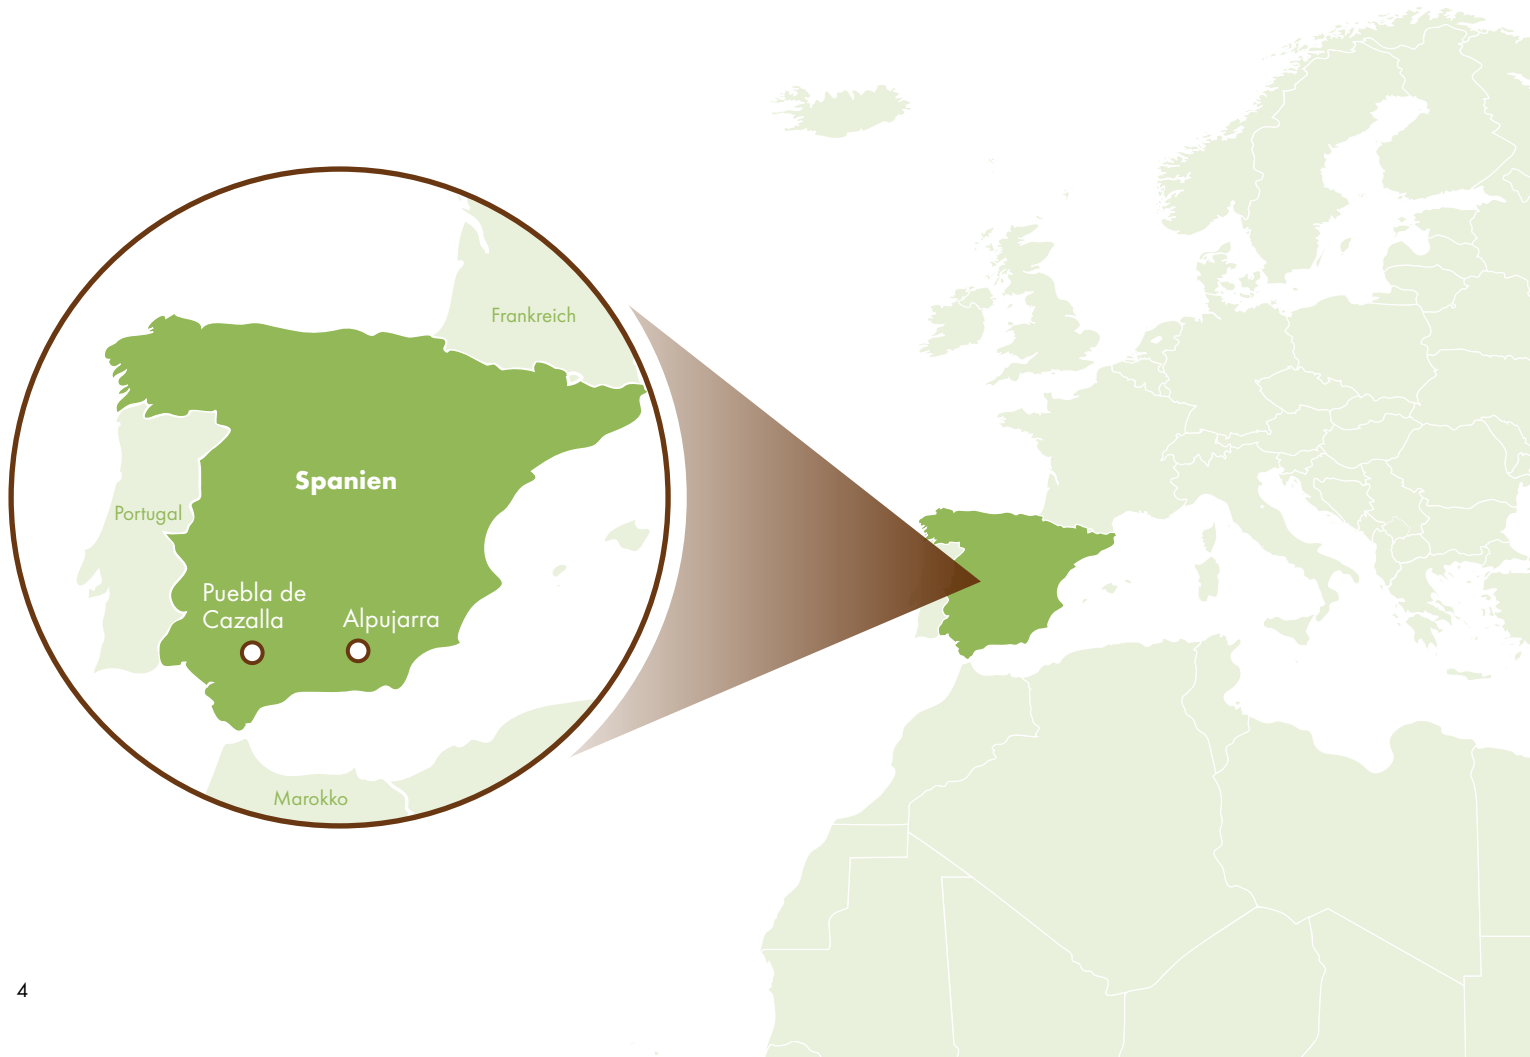 Frankreich
Spanien
Portugal
Puebla de
Cazalla
Alpujarra
Marokko
4